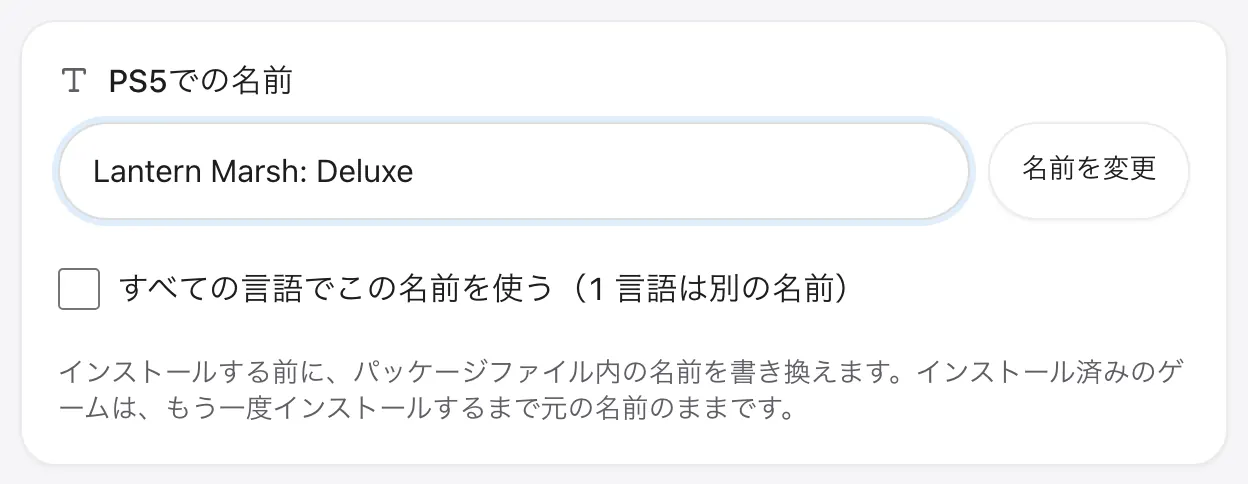 PS5での名前
Lantern Marsh: Deluxe
名前を変更
すべての言語でこの名前を使う（1 言語は別の名前）
インストールする前に、パッケージファイル内の名前を書き換えます。インストール済みのゲ
ームは、もう一度インストールするまで元の名前のままです。